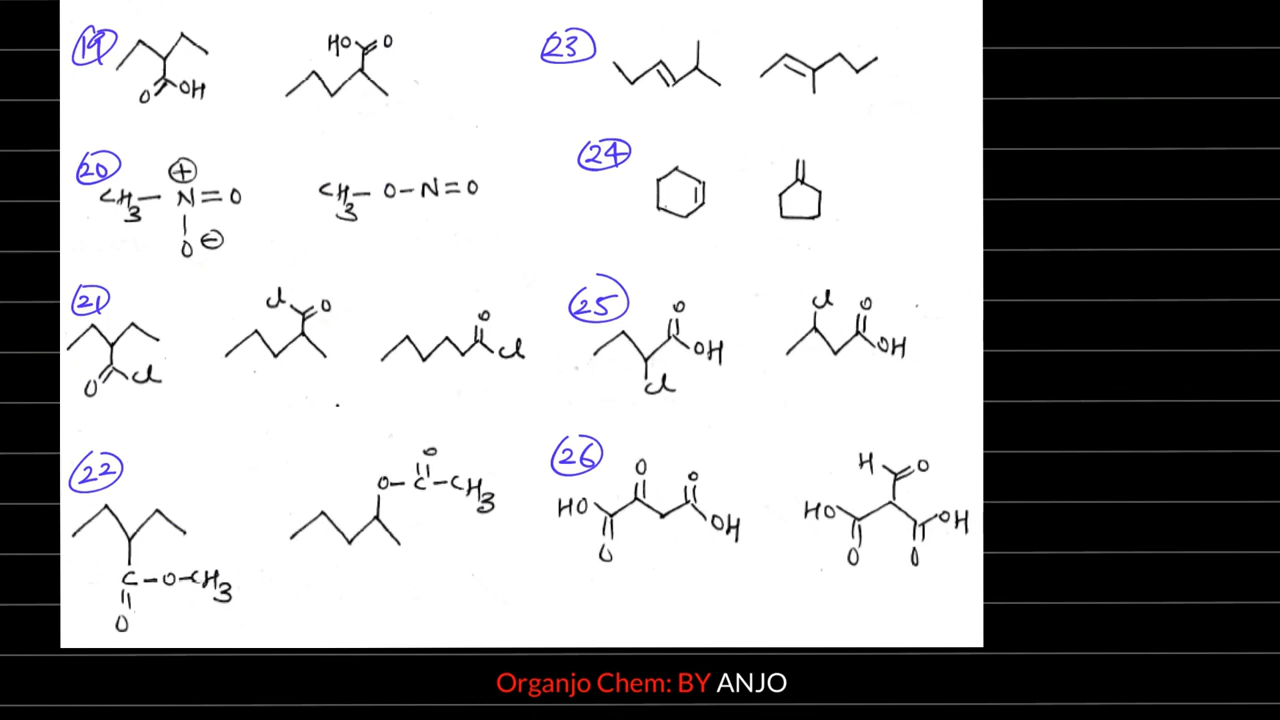 19
O OH
HO O
20
⊕
CH3 – N = O
O ⊖
CH3 – O – N = O
21
O Cl
Cl O
O Cl
22
C – O – CH3
O
O – C – CH3
O
23
24
25
O
OH
Cl
Cl O
OH
26
O O
HO
OH
O
H O
HO OH
O O
Organjo Chem: BY ANJO